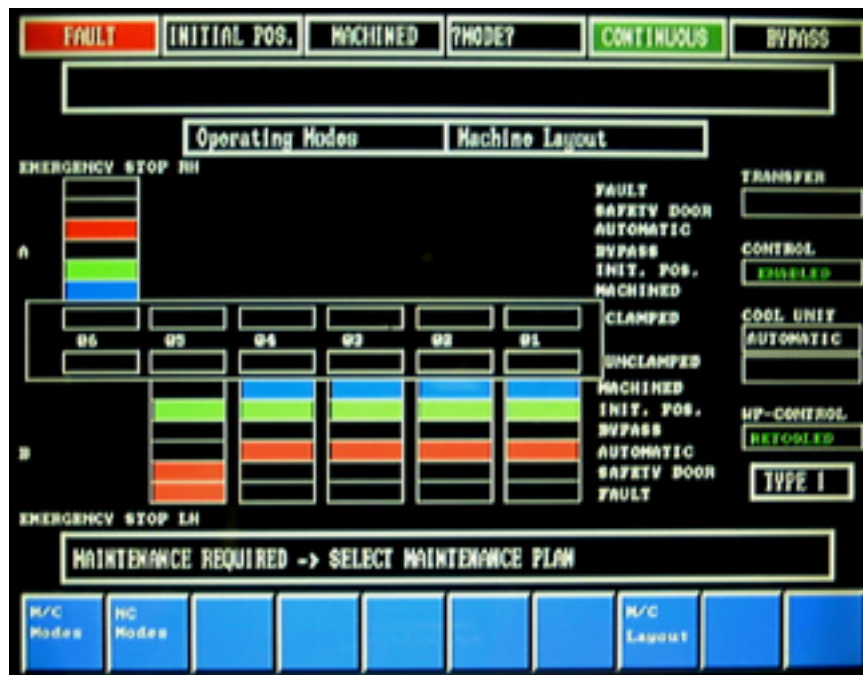 FAULT INITIAL POS. MACHINED ?MODE? CONTINUOUS BYPASS
Operating Modes Machine Layout
EMERGENCY STOP RH
A
FAULT
SAFETY DOOR
AUTOMATIC
BYPASS
INIT. POS.
MACHINED
CLAMPED
06 05 04 03 02 01
UNCLAMPED
MACHINED
INIT. POS.
BYPASS
AUTOMATIC
SAFETY DOOR
FAULT
B
EMERGENCY STOP LH
TRANSFER
CONTROL
ENABLED
COOL UNIT
AUTOMATIC
WP-CONTROL
TYPE 1
MAINTENANCE REQUIRED -> SELECT MAINTENANCE PLAN
M/C Modes
NC Modes
M/C Layout